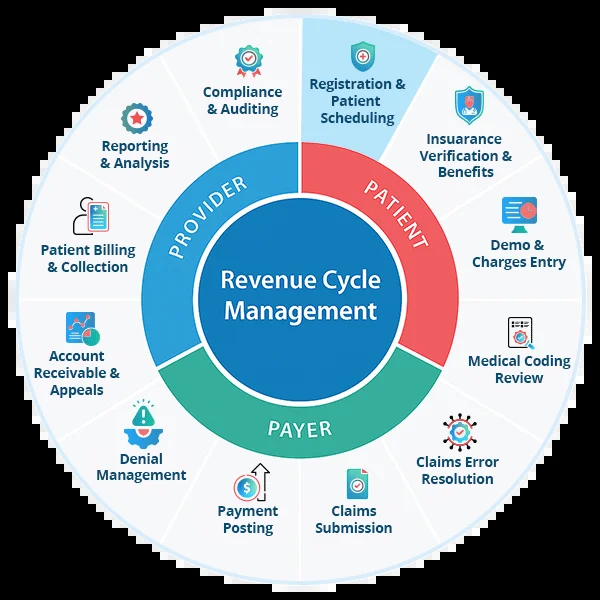 Registration &
Patient
Scheduling
Insuarance
Verification &
Benefits
Demo &
Charges Entry
Medical Coding
Review
Claims Error
Resolution
Claims
Submission
Payment
Posting
Denial
Management
Account
Receivable &
Appeals
Patient Billing
& Collection
Reporting
& Analysis
Compliance
& Auditing
PROVIDER
PATIENT
PAYER
Revenue Cycle
Management